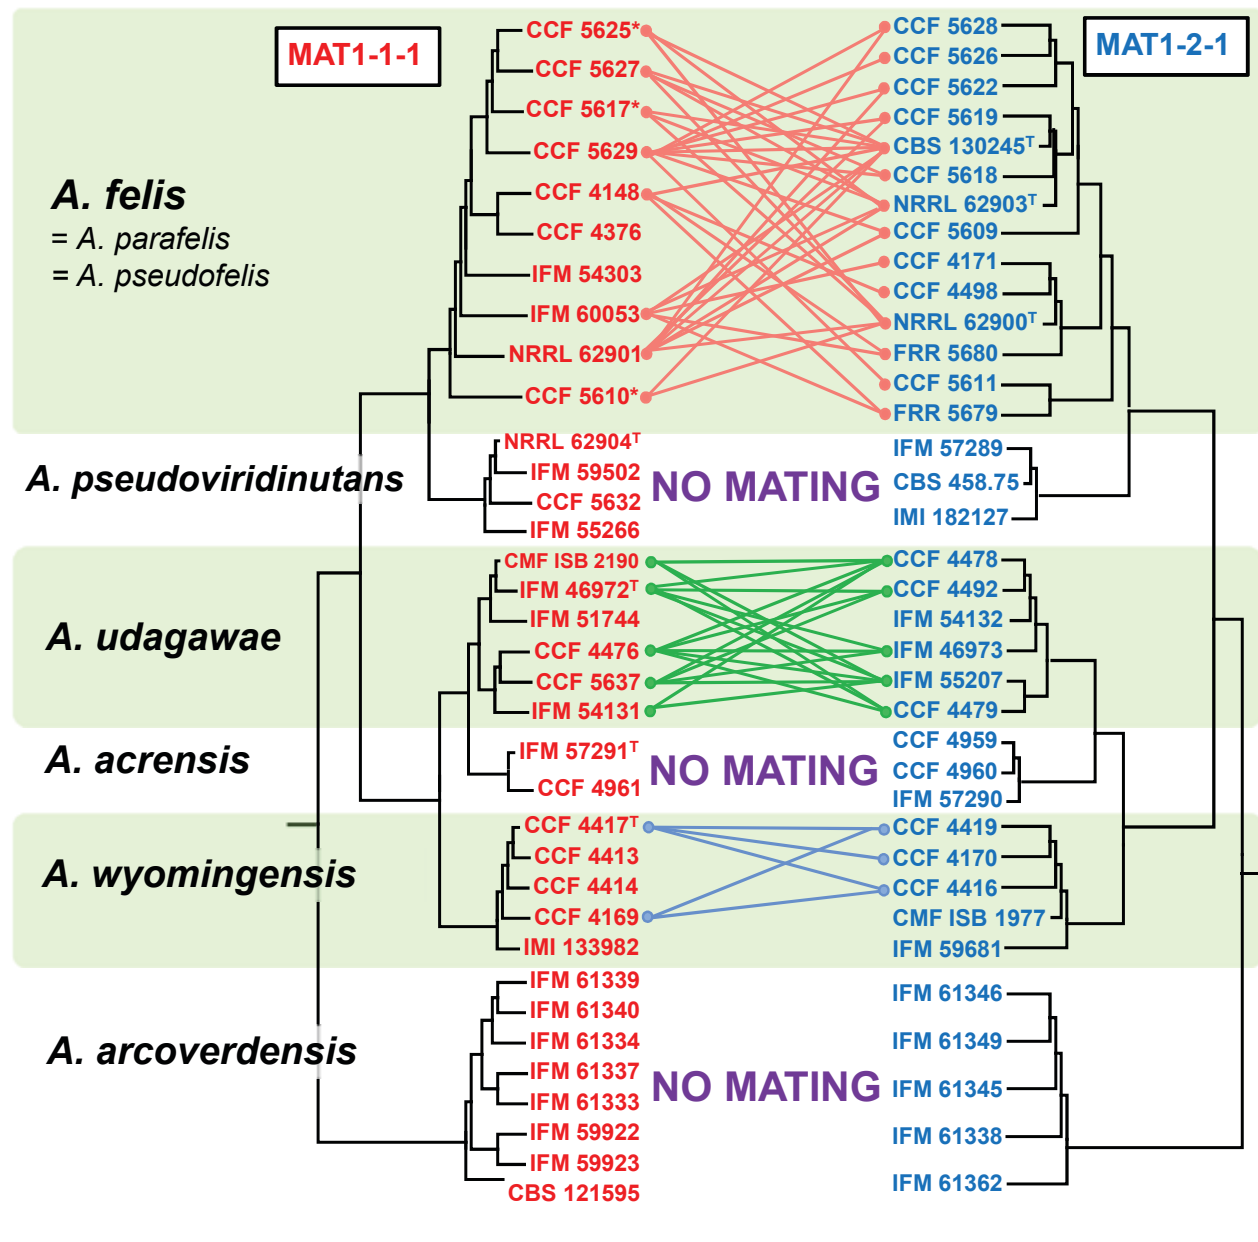 MAT1-1-1
MAT1-2-1
A. felis
= A. parafelis
= A. pseudofelis
CCF 5625*
CCF 5627
CCF 5617*
CCF 5629
CCF 4148
CCF 4376
IFM 54303
IFM 60053
NRRL 62901
CCF 5610*
CCF 5628
CCF 5626
CCF 5622
CCF 5619
CBS 130245ᵀ
CCF 5618
NRRL 62903ᵀ
CCF 5609
CCF 4171
CCF 4498
NRRL 62900ᵀ
FRR 5680
CCF 5611
FRR 5679
A. pseudoviridinutans
NRRL 62904ᵀ
IFM 59502
CCF 5632
IFM 55266
NO MATING
IFM 57289
CBS 458.75
IMI 182127
A. udagawae
CMF ISB 2190
IFM 46972ᵀ
IFM 51744
CCF 4476
CCF 5637
IFM 54131
CCF 4478
CCF 4492
IFM 54132
IFM 46973
IFM 55207
CCF 4479
A. acrensis
IFM 57291ᵀ
CCF 4961
NO MATING
CCF 4959
CCF 4960
IFM 57290
A. wyomingensis
CCF 4417ᵀ
CCF 4413
CCF 4414
CCF 4169
IMI 133982
CCF 4419
CCF 4170
CCF 4416
CMF ISB 1977
IFM 59681
A. arcoverdensis
IFM 61339
IFM 61340
IFM 61334
IFM 61337
IFM 61333
IFM 59922
IFM 59923
CBS 121595
NO MATING
IFM 61346
IFM 61349
IFM 61345
IFM 61338
IFM 61362